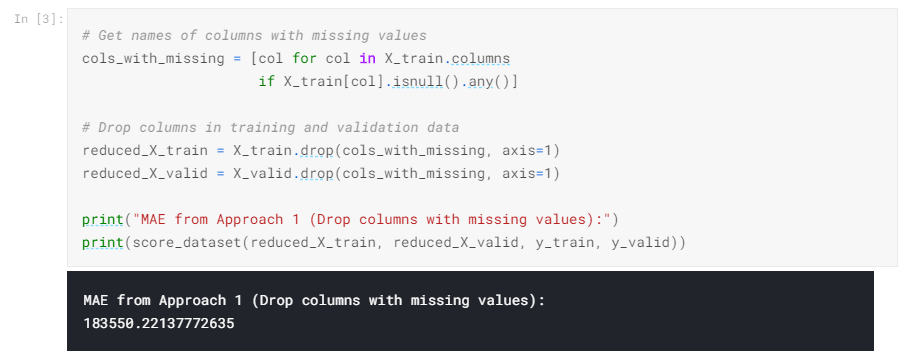 In [3]:
# Get names of columns with missing values
cols_with_missing = [col for col in X_train.columns
                     if X_train[col].isnull().any()]
# Drop columns in training and validation data
reduced_X_train = X_train.drop(cols_with_missing, axis=1)
reduced_X_valid = X_valid.drop(cols_with_missing, axis=1)
print("MAE from Approach 1 (Drop columns with missing values):")
print(score_dataset(reduced_X_train, reduced_X_valid, y_train, y_valid))
MAE from Approach 1 (Drop columns with missing values):
183550.22137772635